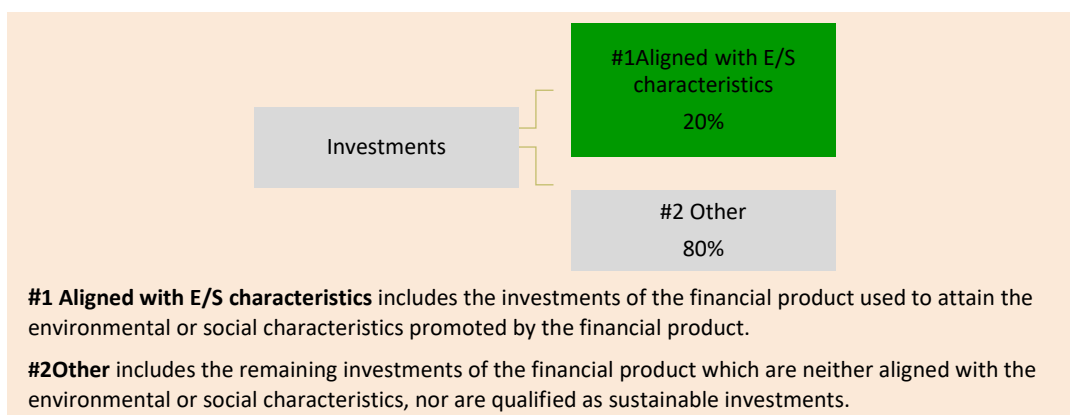 #1Aligned with E/S
characteristics
20%
Investments
#2 Other
80%
#1 Aligned with E/S characteristics includes the investments of the financial product used to attain the
environmental or social characteristics promoted by the financial product.
#2Other includes the remaining investments of the financial product which are neither aligned with the
environmental or social characteristics, nor are qualified as sustainable investments.